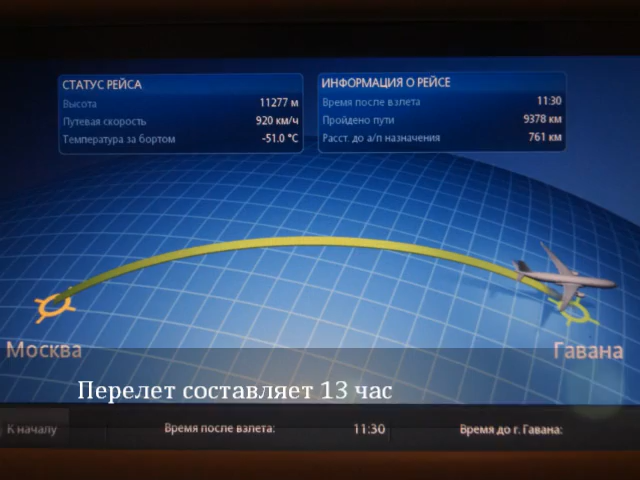 СТАТУС РЕЙСА
Высота 11277 м
Путевая скорость 920 км/ч
Температура за бортом -51.0 °C
ИНФОРМАЦИЯ О РЕЙСЕ
Время после взлета 11:30
Пройдено пути 9378 км
Расст. до а/п назначения 761 км
Москва
Гавана
Перелет составляет 13 час
К началу
Время после взлета: 11:30
Время до г. Гавана: